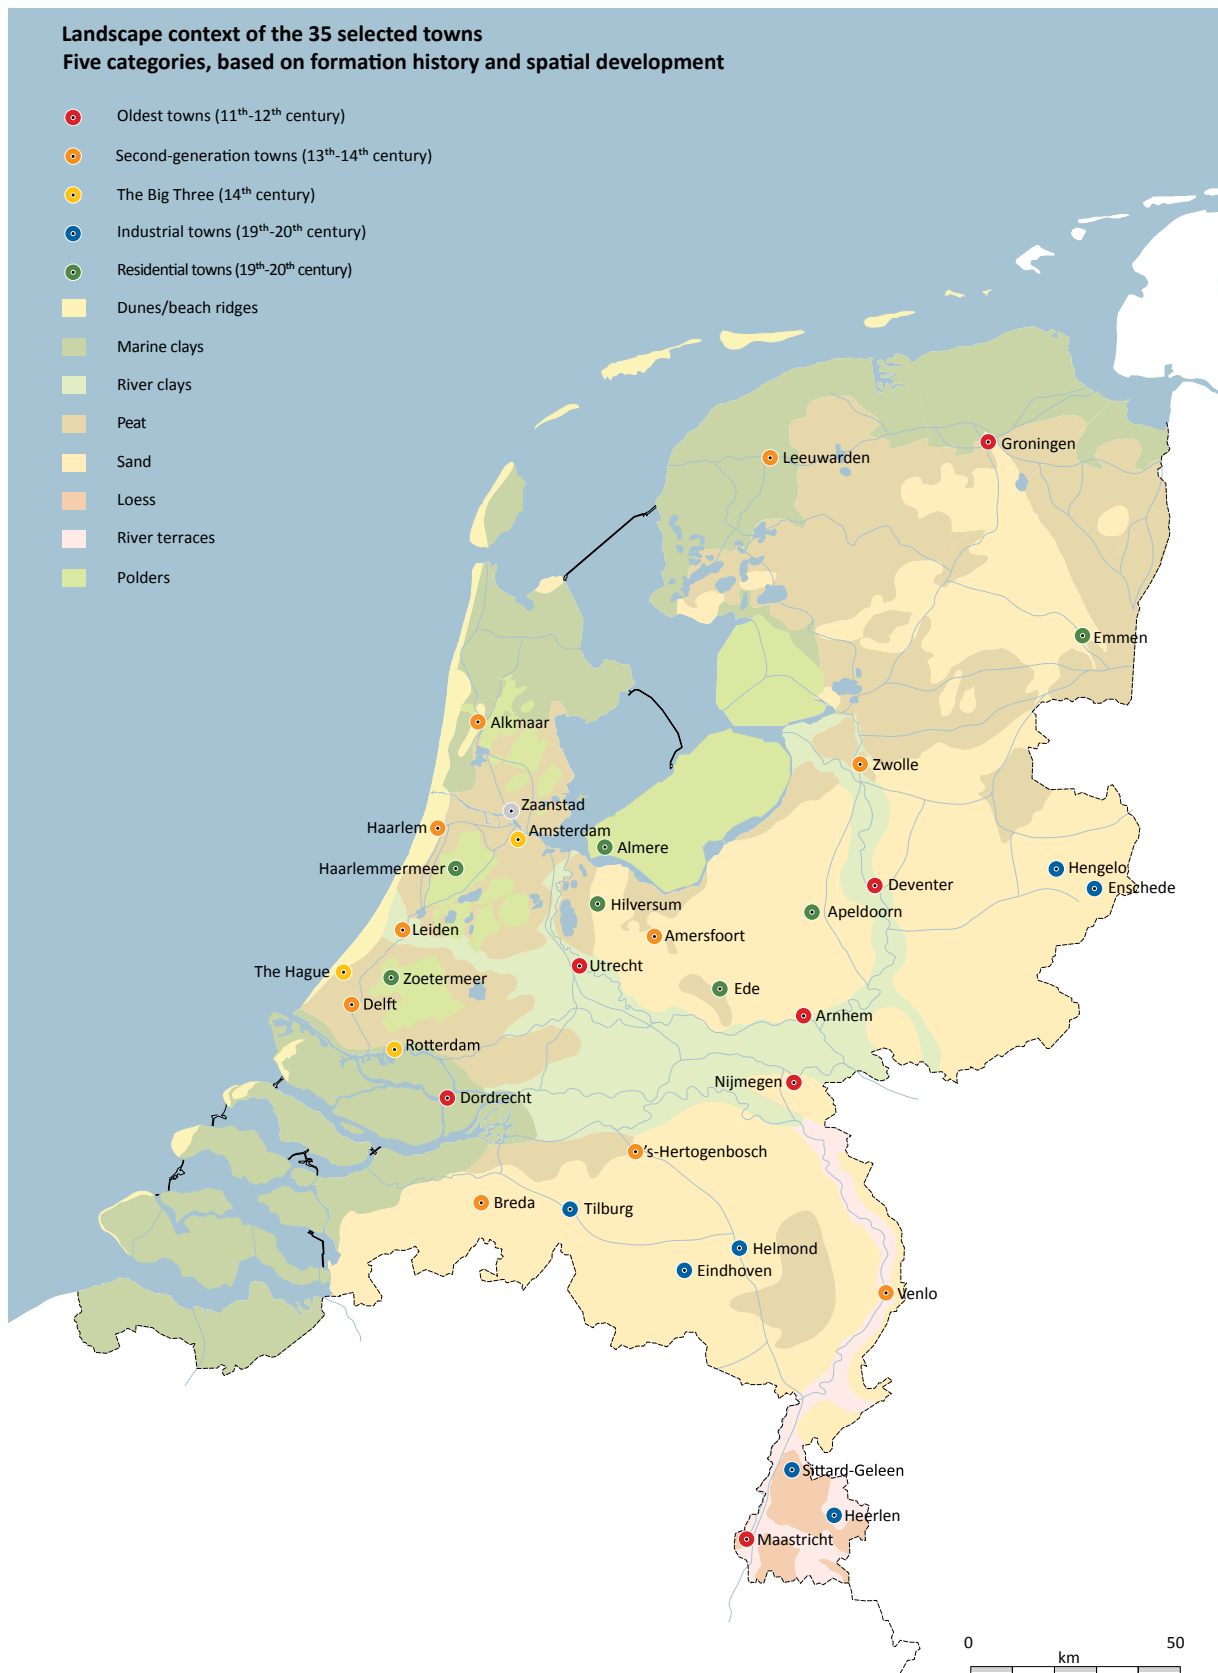 Landscape context of the 35 selected towns
Five categories, based on formation history and spatial development
Oldest towns (11th-12th century)
Second-generation towns (13th-14th century)
The Big Three (14th century)
Industrial towns (19th-20th century)
Residential towns (19th-20th century)
Dunes/beach ridges
Marine clays
River clays
Peat
Sand
Loess
River terraces
Polders
Groningen
Leeuwarden
Emmen
Alkmaar
Zwolle
Zaanstad
Haarlem
Amsterdam
Almere
Haarlemmermeer
Hengelo
Enschede
Deventer
Hilversum
Apeldoorn
Leiden
Amersfoort
Utrecht
The Hague
Zoetermeer
Ede
Delft
Arnhem
Rotterdam
Nijmegen
Dordrecht
's-Hertogenbosch
Breda
Tilburg
Helmond
Eindhoven
Venlo
Sittard-Geleen
Heerlen
Maastricht
0 50
km